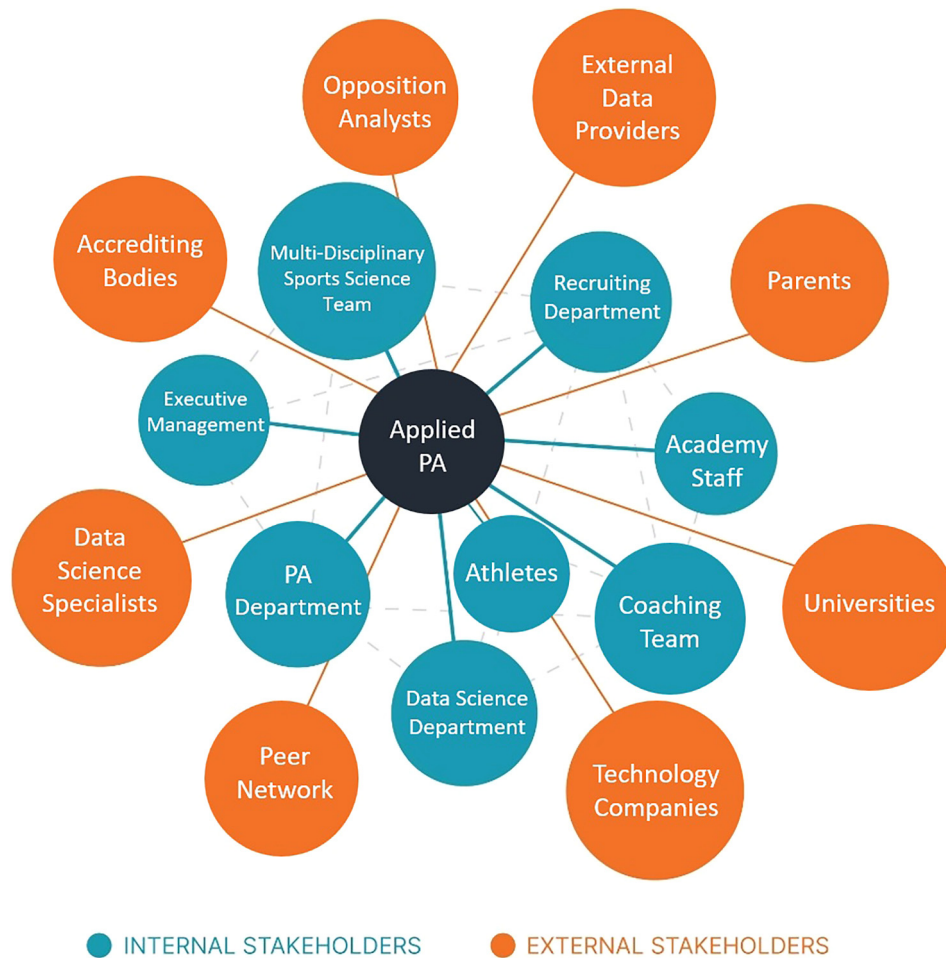 Opposition
Analysts
External
Data
Providers
Accrediting
Bodies
Multi-Disciplinary
Sports Science
Team
Recruiting
Department
Parents
Executive
Management
Applied
PA
Academy
Staff
Data
Science
Specialists
PA
Department
Athletes
Coaching
Team
Universities
Data Science
Department
Peer
Network
Technology
Companies
INTERNAL STAKEHOLDERS
EXTERNAL STAKEHOLDERS